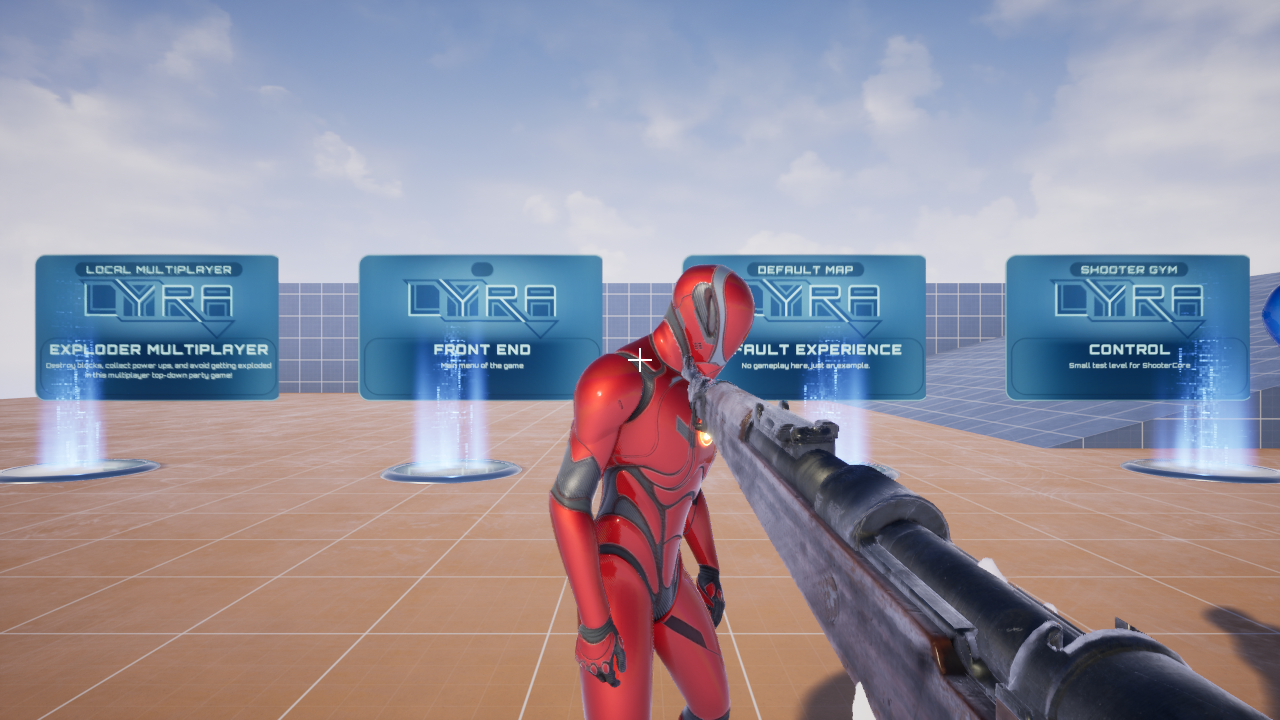 LOCAL MULTIPLAYER
LYRA
EXPLODER MULTIPLAYER
Destroy blocks, collect power ups, and avoid getting exploded
in this multiplayer top-down party game!
LYRA
FRONT END
Main menu of the game
DEFAULT MAP
LYRA
FAULT EXPERIENCE
No gameplay here, just an example.
SHOOTER GYM
LYRA
CONTROL
Small test level for ShooterCore